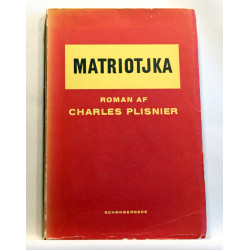 MATRIOTJKA
ROMAN AF
CHARLES PLISNIER
SCHØNBERGSKE